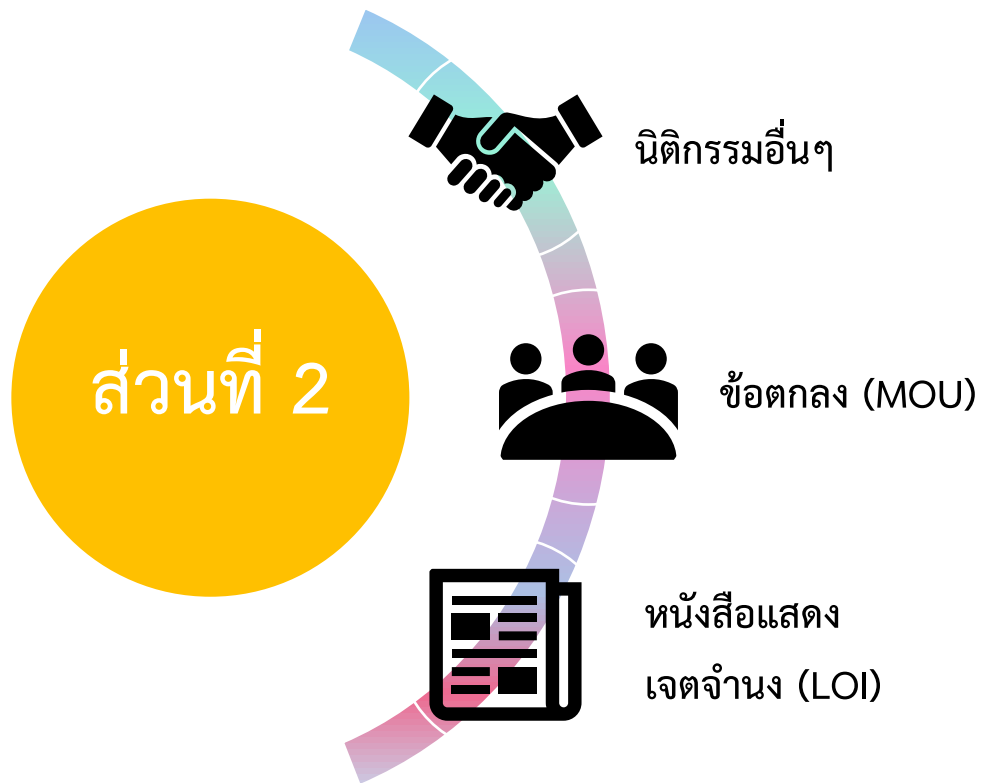 ส่วนที่ 2
นิติกรรมอื่นๆ
ข้อตกลง (MOU)
หนังสือแสดง
เจตจำนง (LOI)